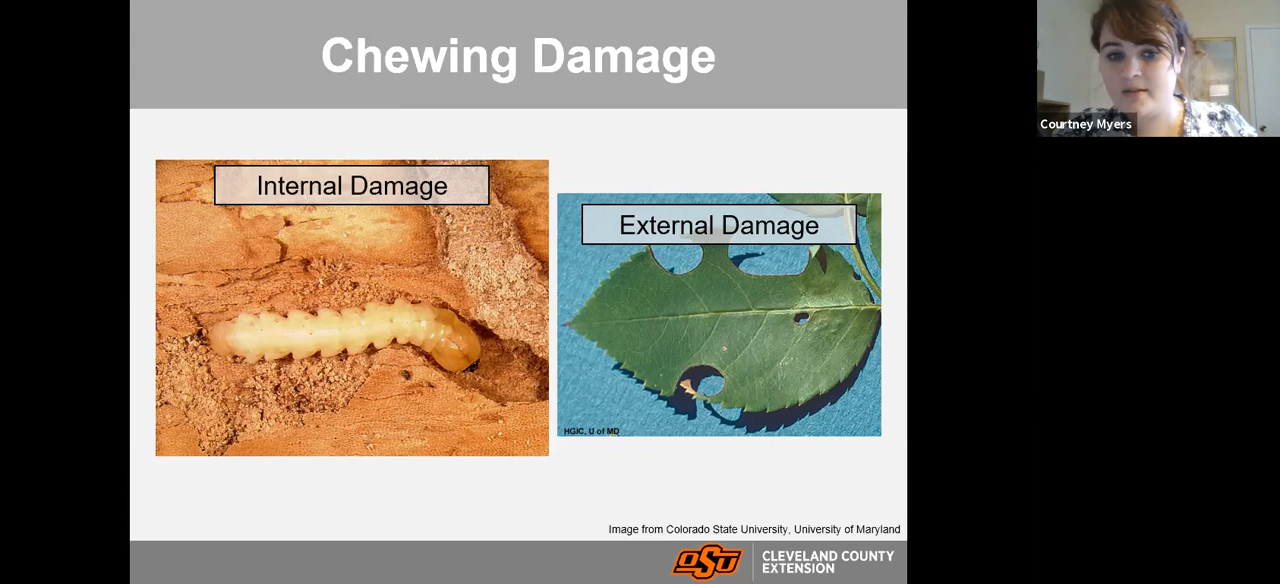 Chewing Damage
Courtney Myers
Internal Damage
External Damage
HGIC, U of MD
Image from Colorado State University, University of Maryland
OSU
CLEVELAND COUNTY
EXTENSION